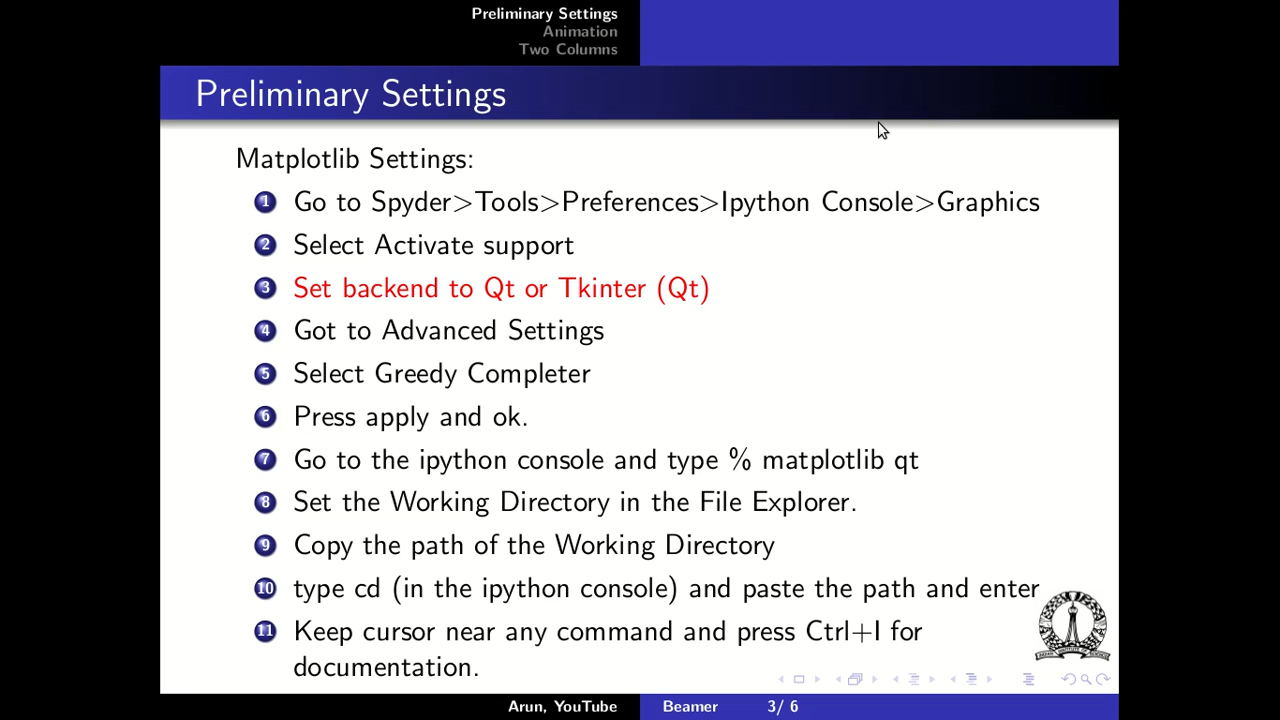 Preliminary Settings
Animation
Two Columns
Preliminary Settings
Matplotlib Settings:
1 Go to Spyder>Tools>Preferences>Ipython Console>Graphics
2 Select Activate support
3 Set backend to Qt or Tkinter (Qt)
4 Got to Advanced Settings
5 Select Greedy Completer
6 Press apply and ok.
7 Go to the ipython console and type % matplotlib qt
8 Set the Working Directory in the File Explorer.
9 Copy the path of the Working Directory
10 type cd (in the ipython console) and paste the path and enter
11 Keep cursor near any command and press Ctrl+I for
documentation.
Arun, YouTube Beamer 3/ 6